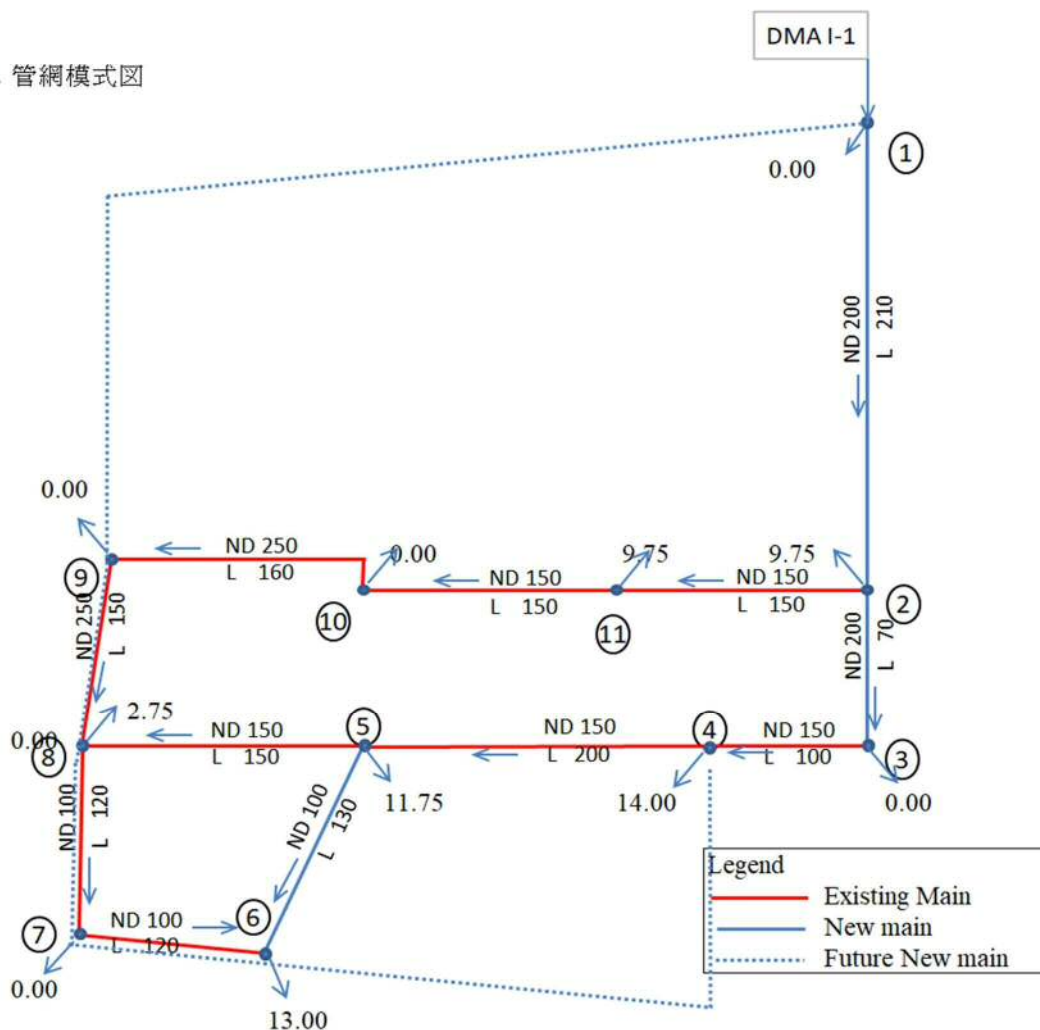 DMA I-1
管網模式図
1
0.00
ND 200
L 210
0.00
9
ND 250
L 160
0.00
10
ND 150
L 150
9.75
11
ND 150
L 150
9.75
2
ND 250
L 150
ND 200
L 70
2.75
0.00
8
ND 150
L 150
5
11.75
ND 150
L 200
4
14.00
ND 150
L 100
3
0.00
ND 100
L 120
ND 100
L 130
7
0.00
ND 100
L 120
6
13.00
Legend
Existing Main
New main
Future New main